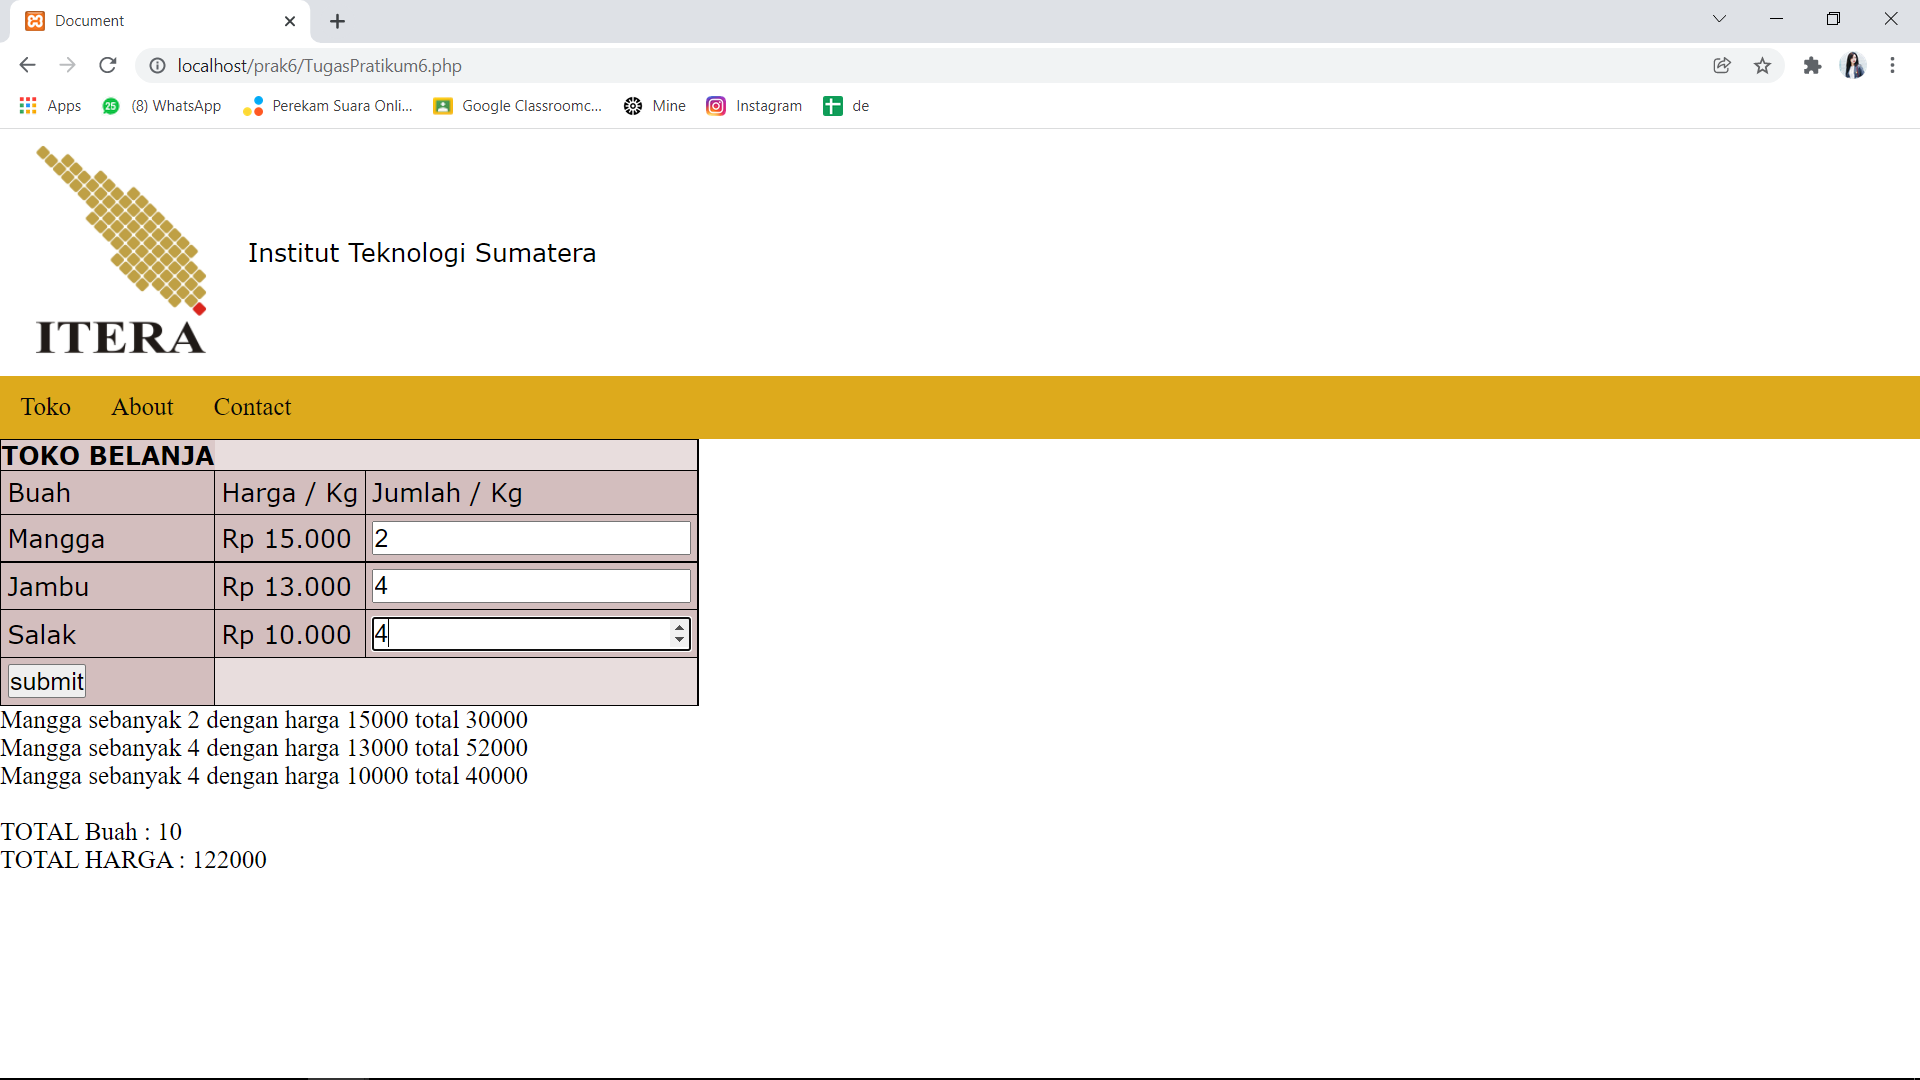 Document
localhost/prak6/TugasPratikum6.php
Apps
25
(8) WhatsApp
Perekam Suara Onli...
Google Classroomc...
Mine
Instagram
de
ITERA
Institut Teknologi Sumatera
Toko About Contact
TOKO BELANJA
Buah Harga / Kg Jumlah / Kg
Mangga Rp 15.000 2
Jambu Rp 13.000 4
Salak Rp 10.000 4
submit
Mangga sebanyak 2 dengan harga 15000 total 30000
Mangga sebanyak 4 dengan harga 13000 total 52000
Mangga sebanyak 4 dengan harga 10000 total 40000
TOTAL Buah : 10
TOTAL HARGA : 122000